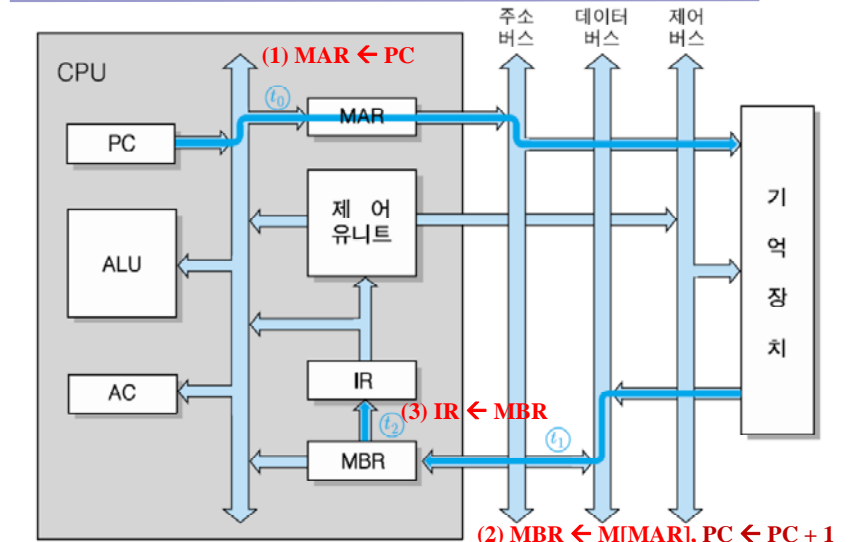 주소
버스
데이터
버스
제어
버스
(1) MAR ← PC
CPU
t₀
MAR
PC
제 어
유니트
기
억
장
치
ALU
IR
AC
(3) IR ← MBR
t₂
t₁
MBR
(2) MBR ← M[MAR], PC ← PC + 1